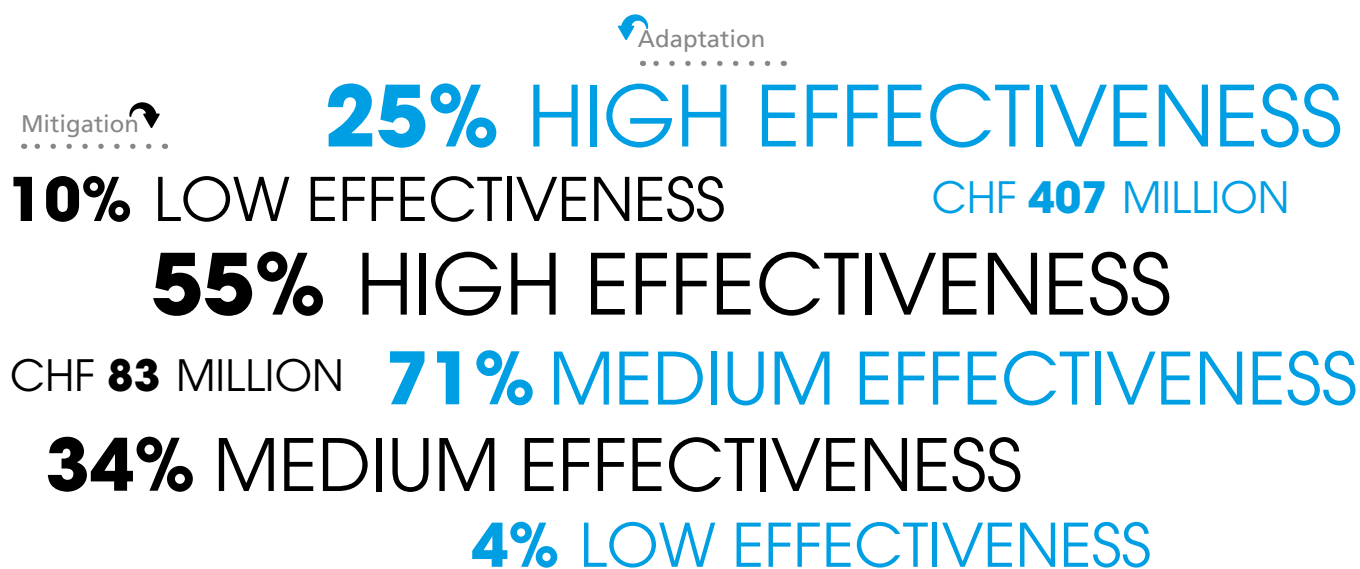 Adaptation
25% HIGH EFFECTIVENESS
Mitigation
10% LOW EFFECTIVENESS
CHF 407 MILLION
55% HIGH EFFECTIVENESS
CHF 83 MILLION
71% MEDIUM EFFECTIVENESS
34% MEDIUM EFFECTIVENESS
4% LOW EFFECTIVENESS